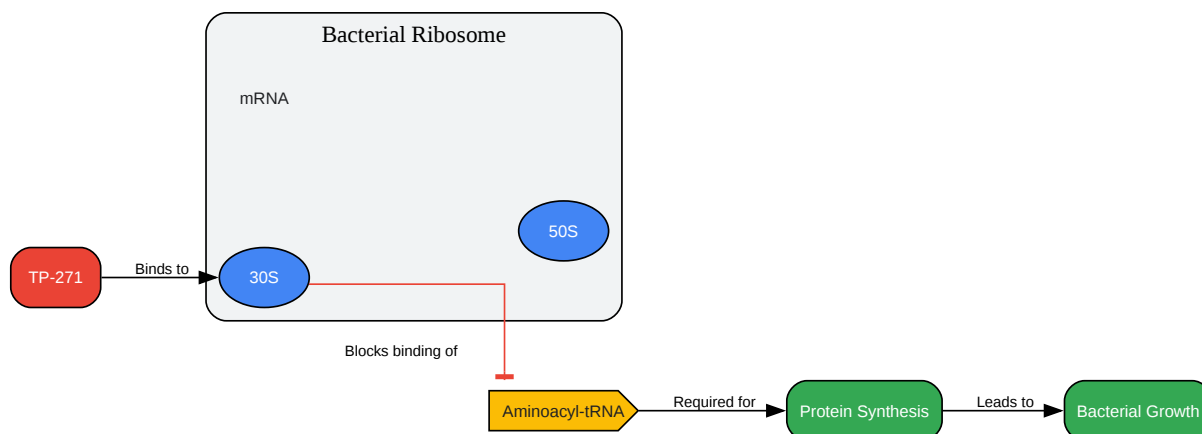 Bacterial Ribosome
mRNA
50S
TP-271
Binds to
30S
Blocks binding of
Aminoacyl-tRNA
Required for
Protein Synthesis
Leads to
Bacterial Growth